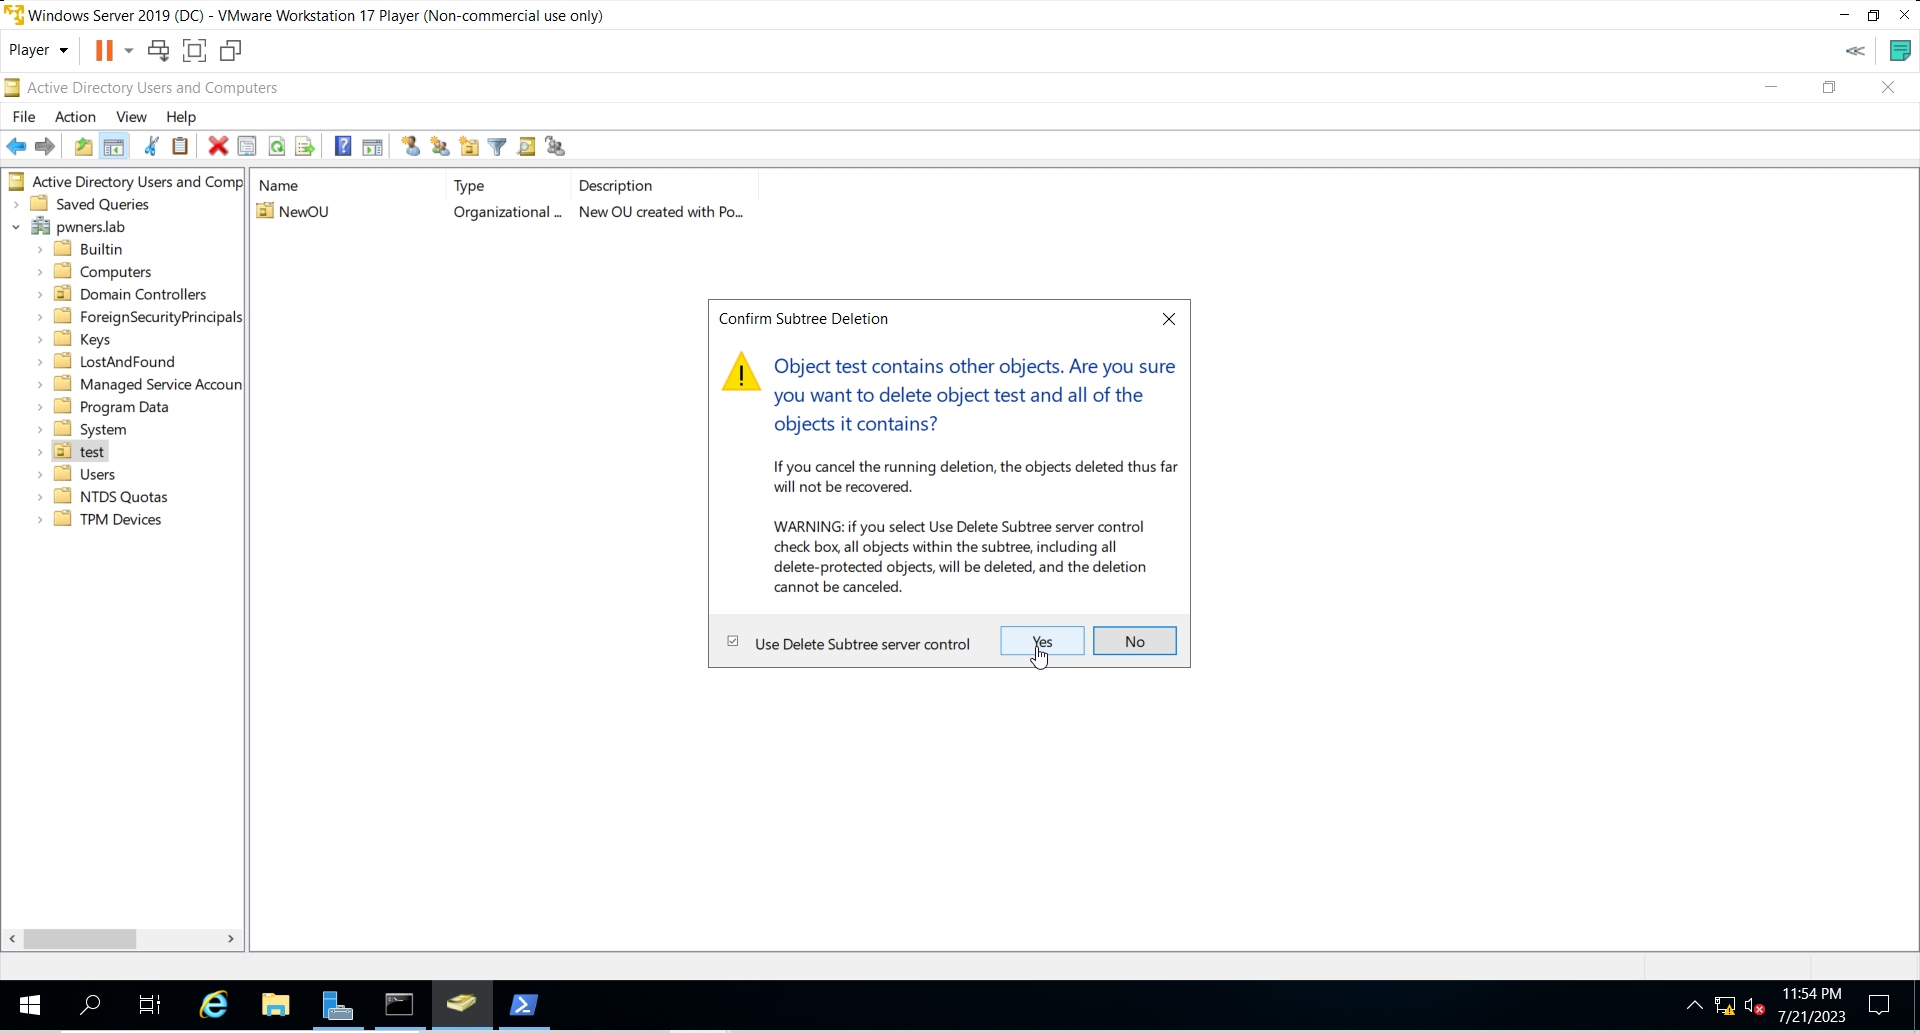 Windows Server 2019 (DC) - VMware Workstation 17 Player (Non-commercial use only)
Player
Active Directory Users and Computers
File Action View Help
Active Directory Users and Comp
Saved Queries
pwners.lab
Builtin
Computers
Domain Controllers
ForeignSecurityPrincipals
Keys
LostAndFound
Managed Service Accoun
Program Data
System
test
Users
NTDS Quotas
TPM Devices
Name Type Description
NewOU Organizational ... New OU created with Po...
Confirm Subtree Deletion
Object test contains other objects. Are you sure
you want to delete object test and all of the
objects it contains?
If you cancel the running deletion, the objects deleted thus far
will not be recovered.
WARNING: if you select Use Delete Subtree server control
check box, all objects within the subtree, including all
delete-protected objects, will be deleted, and the deletion
cannot be canceled.
Use Delete Subtree server control Yes No
11:54 PM
7/21/2023